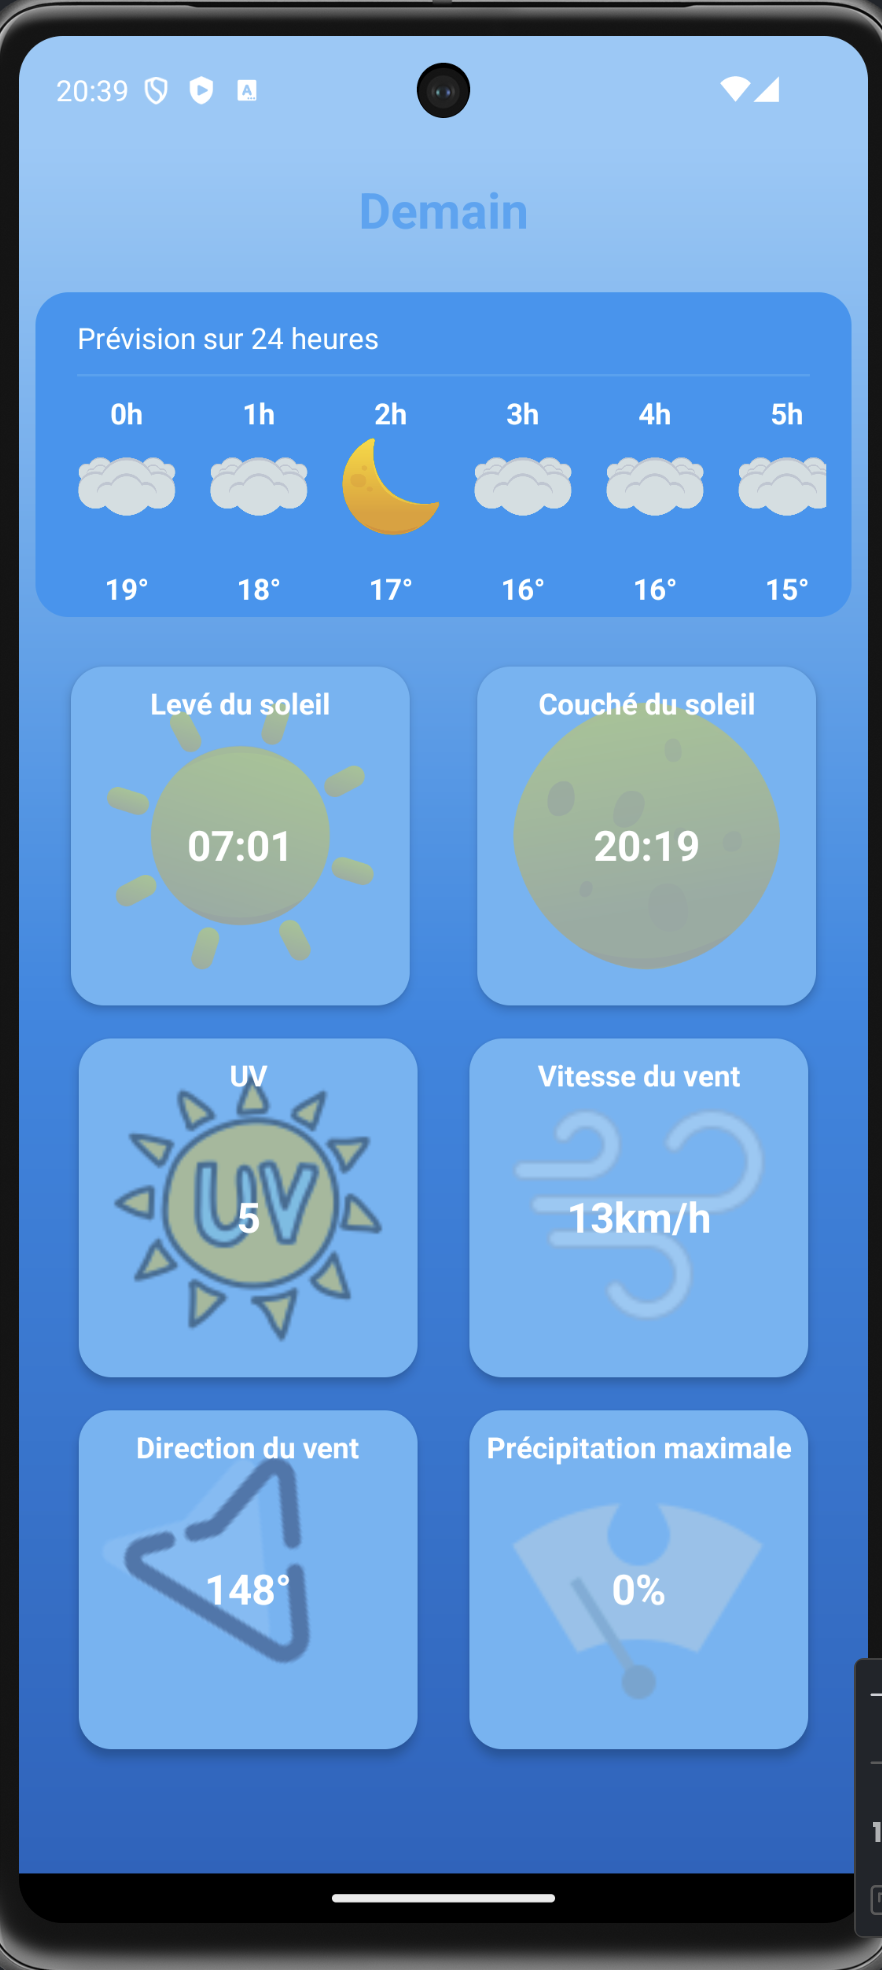 20:39
Demain
Prévision sur 24 heures
0h 1h 2h 3h 4h 5h
19° 18° 17° 16° 16° 15°
Levé du soleil
07:01
Couché du soleil
20:19
UV
UV
5
Vitesse du vent
13km/h
Direction du vent
148°
Précipitation maximale
0%